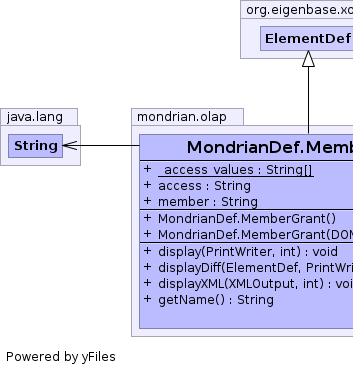 org.eigenbase.xo
ElementDef
java.lang
String
mondrian.olap
MondrianDef.Memb
+ _access_values : String[]
+ access : String
+ member : String
+ MondrianDef.MemberGrant()
+ MondrianDef.MemberGrant(DOM
+ display(PrintWriter, int) : void
+ displayDiff(ElementDef, PrintWri
+ displayXML(XMLOutput, int) : voi
+ getName() : String
Powered by yFiles